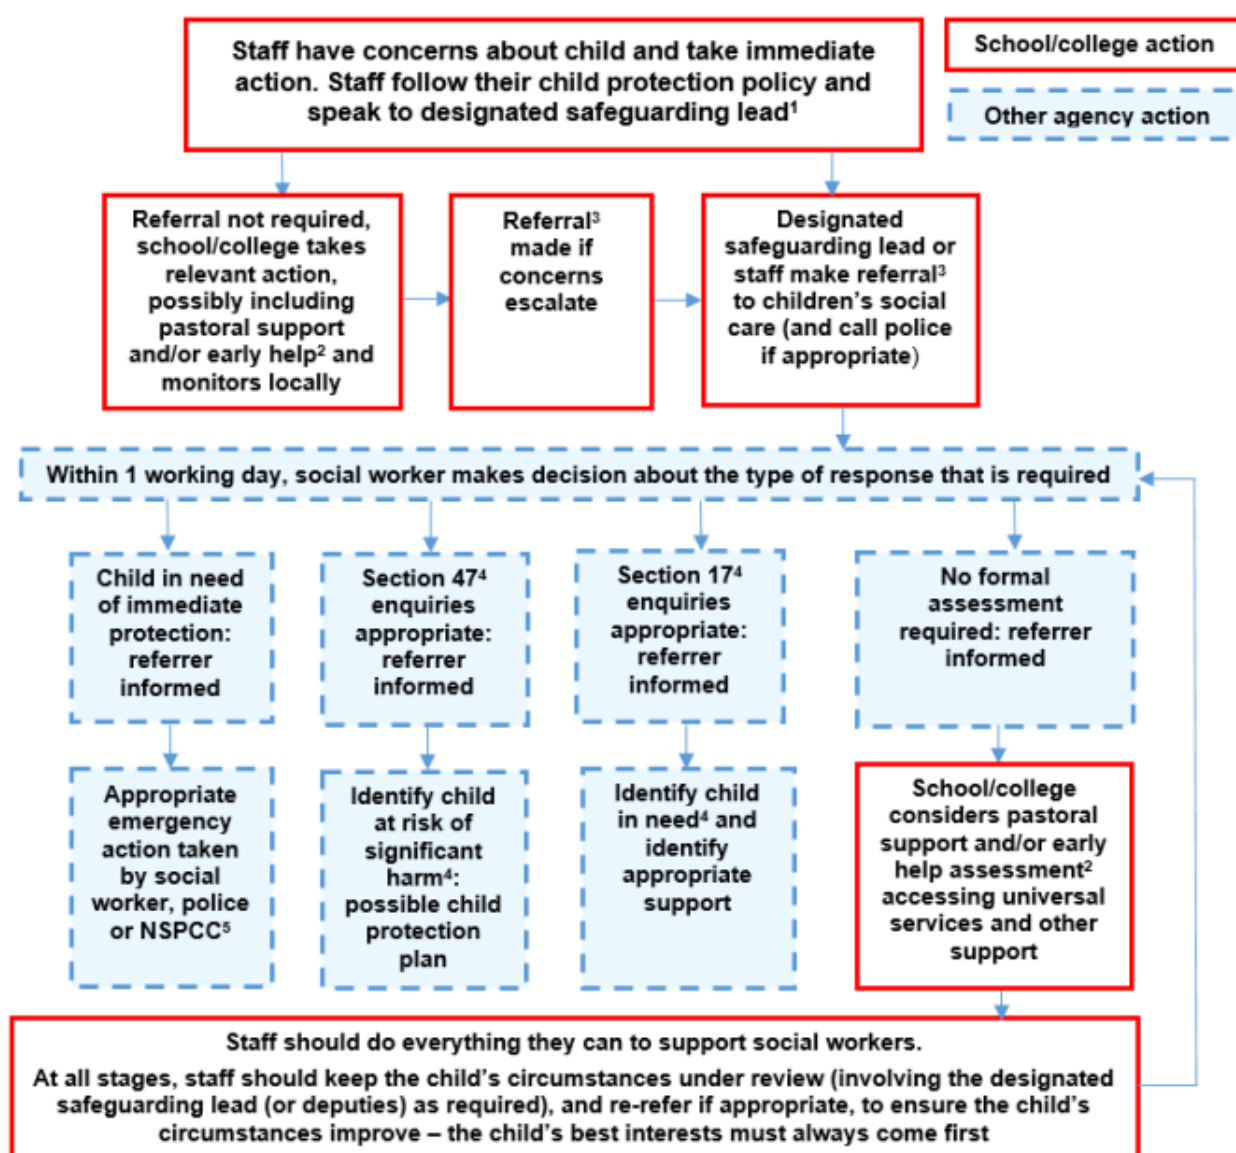 Staff have concerns about child and take immediate
action. Staff follow their child protection policy and
speak to designated safeguarding lead¹
School/college action
Other agency action
Referral not required,
school/college takes
relevant action,
possibly including
pastoral support
and/or early help² and
monitors locally
Referral³
made if
concerns
escalate
Designated
safeguarding lead or
staff make referral³
to children’s social
care (and call police
if appropriate)
Within 1 working day, social worker makes decision about the type of response that is required
Child in need
of immediate
protection:
referrer
informed
Section 47⁴
enquiries
appropriate:
referrer
informed
Section 17⁴
enquiries
appropriate:
referrer
informed
No formal
assessment
required: referrer
informed
Appropriate
emergency
action taken
by social
worker, police
or NSPCC⁵
Identify child
at risk of
significant
harm⁴:
possible child
protection
plan
Identify child
in need⁴ and
identify
appropriate
support
School/college
considers pastoral
support and/or early
help assessment²
accessing universal
services and other
support
Staff should do everything they can to support social workers.
At all stages, staff should keep the child’s circumstances under review (involving the designated
safeguarding lead (or deputies) as required), and re-refer if appropriate, to ensure the child’s
circumstances improve – the child’s best interests must always come first